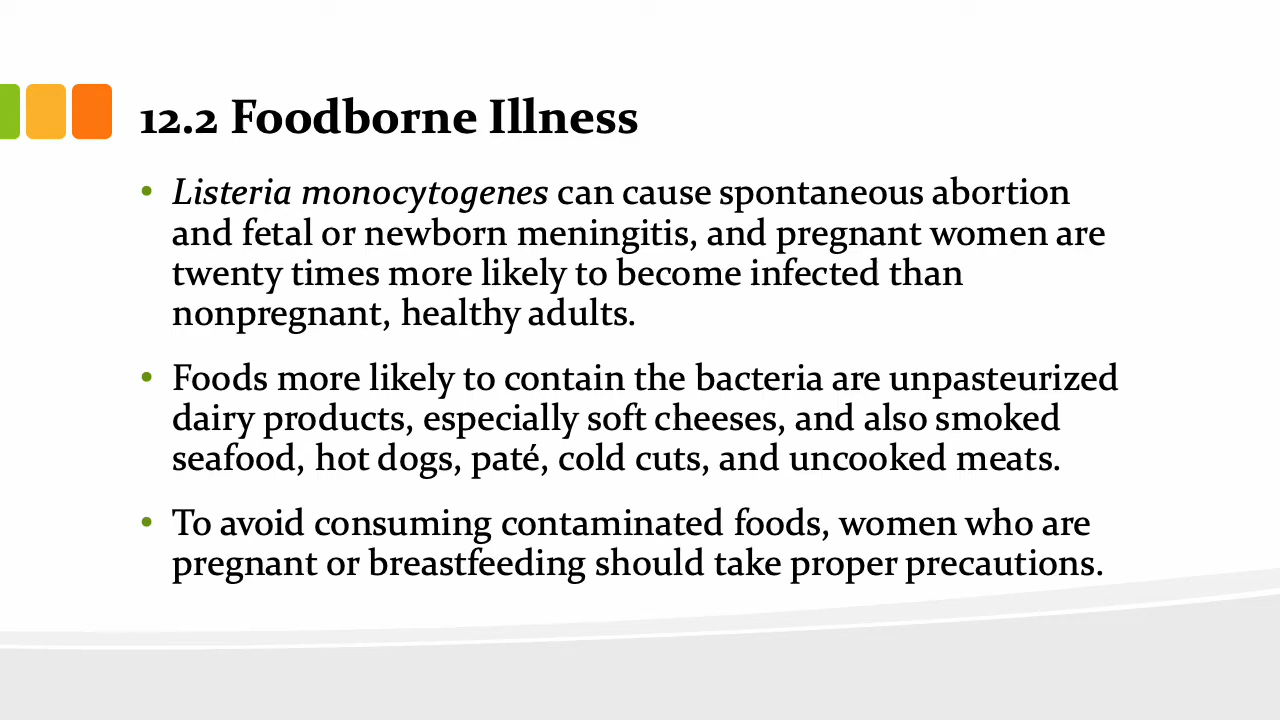 12.2 Foodborne Illness
• Listeria monocytogenes can cause spontaneous abortion
and fetal or newborn meningitis, and pregnant women are
twenty times more likely to become infected than
nonpregnant, healthy adults.
• Foods more likely to contain the bacteria are unpasteurized
dairy products, especially soft cheeses, and also smoked
seafood, hot dogs, paté, cold cuts, and uncooked meats.
• To avoid consuming contaminated foods, women who are
pregnant or breastfeeding should take proper precautions.